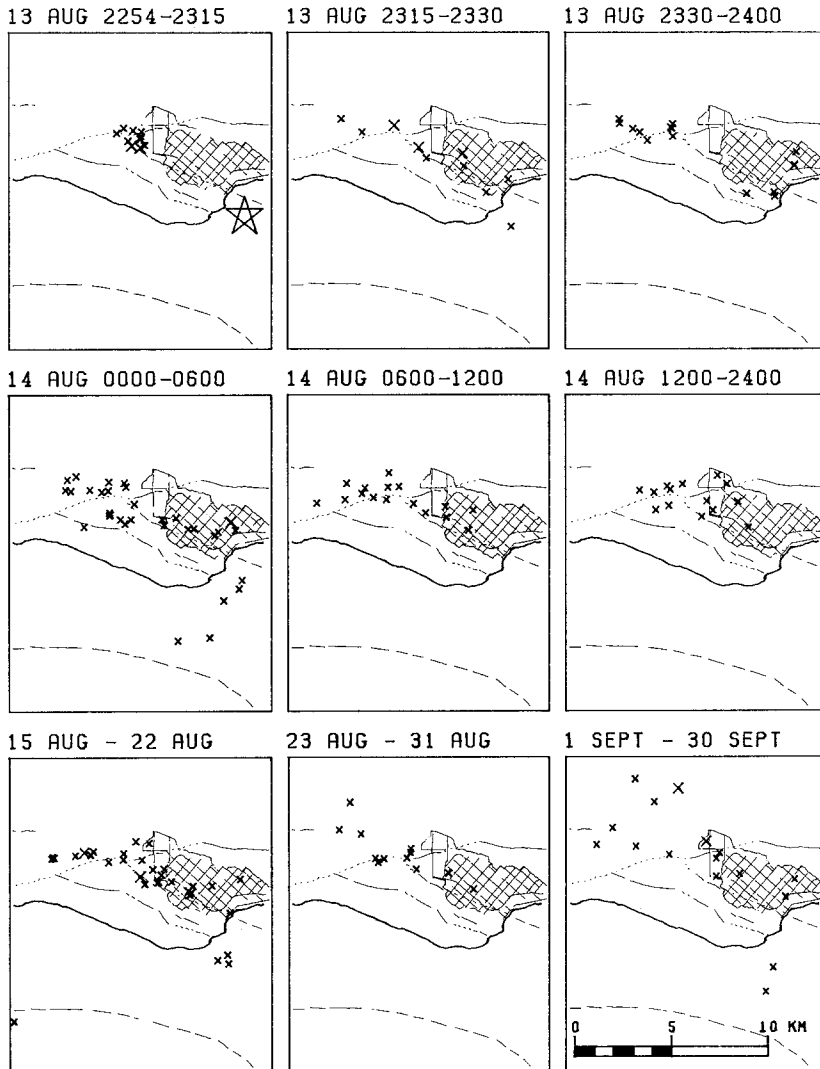 13 AUG 2254-2315
13 AUG 2315-2330
13 AUG 2330-2400
14 AUG 0000-0600
14 AUG 0600-1200
14 AUG 1200-2400
15 AUG - 22 AUG
23 AUG - 31 AUG
1 SEPT - 30 SEPT
0 5 10 KM